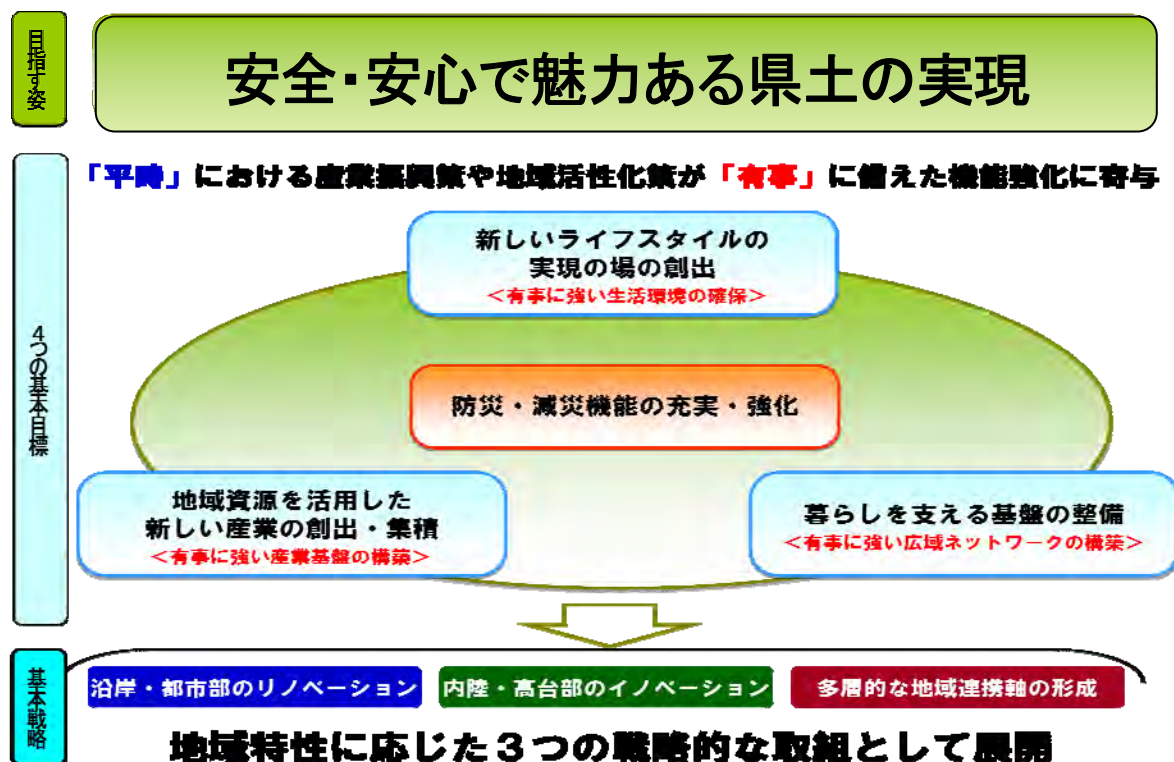 目指す姿
安全・安心で魅力ある県土の実現
4つの基本目標
「平時」における産業振興策や地域活性化策が「有事」に備えた機能強化に寄与
新しいライフスタイルの
実現の場の創出
<有事に強い生活環境の確保>
防災・減災機能の充実・強化
地域資源を活用した
新しい産業の創出・集積
<有事に強い産業基盤の構築>
暮らしを支える基盤の整備
<有事に強い広域ネットワークの構築>
基本戦略
沿岸・都市部のリノベーション
内陸・高台部のイノベーション
多層的な地域連携軸の形成
地域特性に応じた3つの戦略的な取組として展開